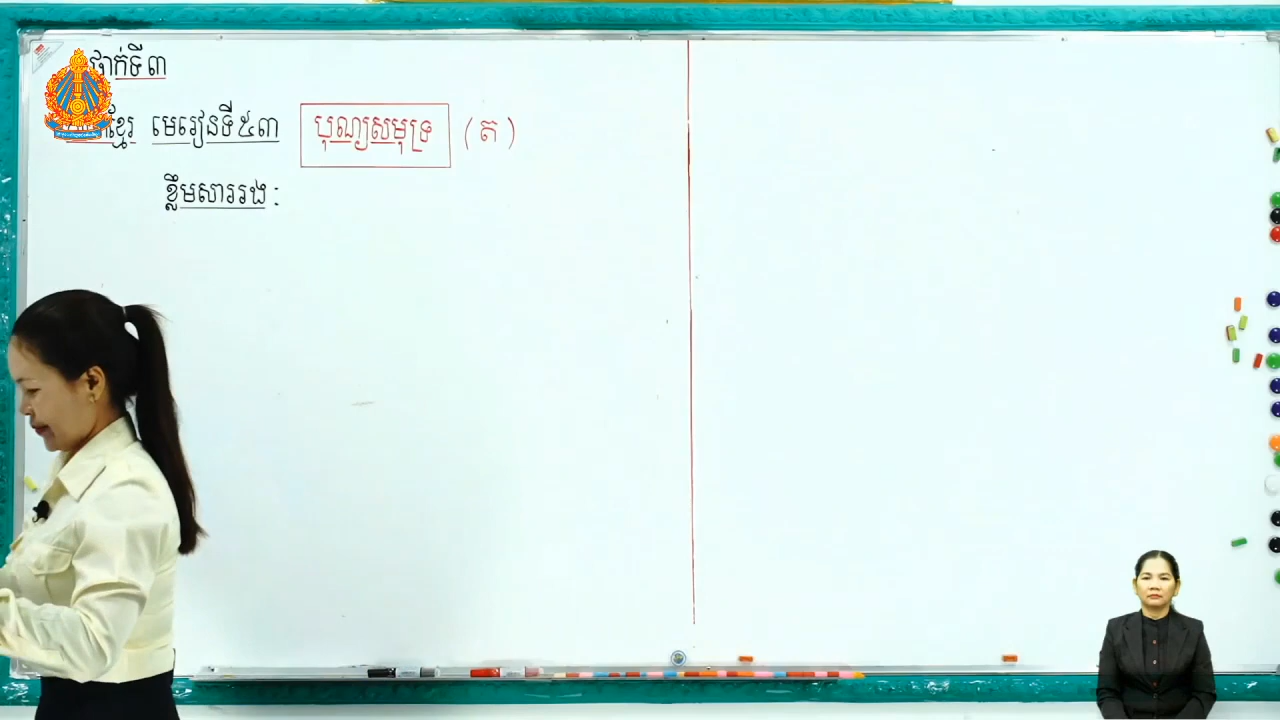 ថ្នាក់ទី ៣
ខ្មែរ មេរៀនទី ៥៣ បុណ្យសមុទ្រ (ត)
ខ្លឹមសាររង :